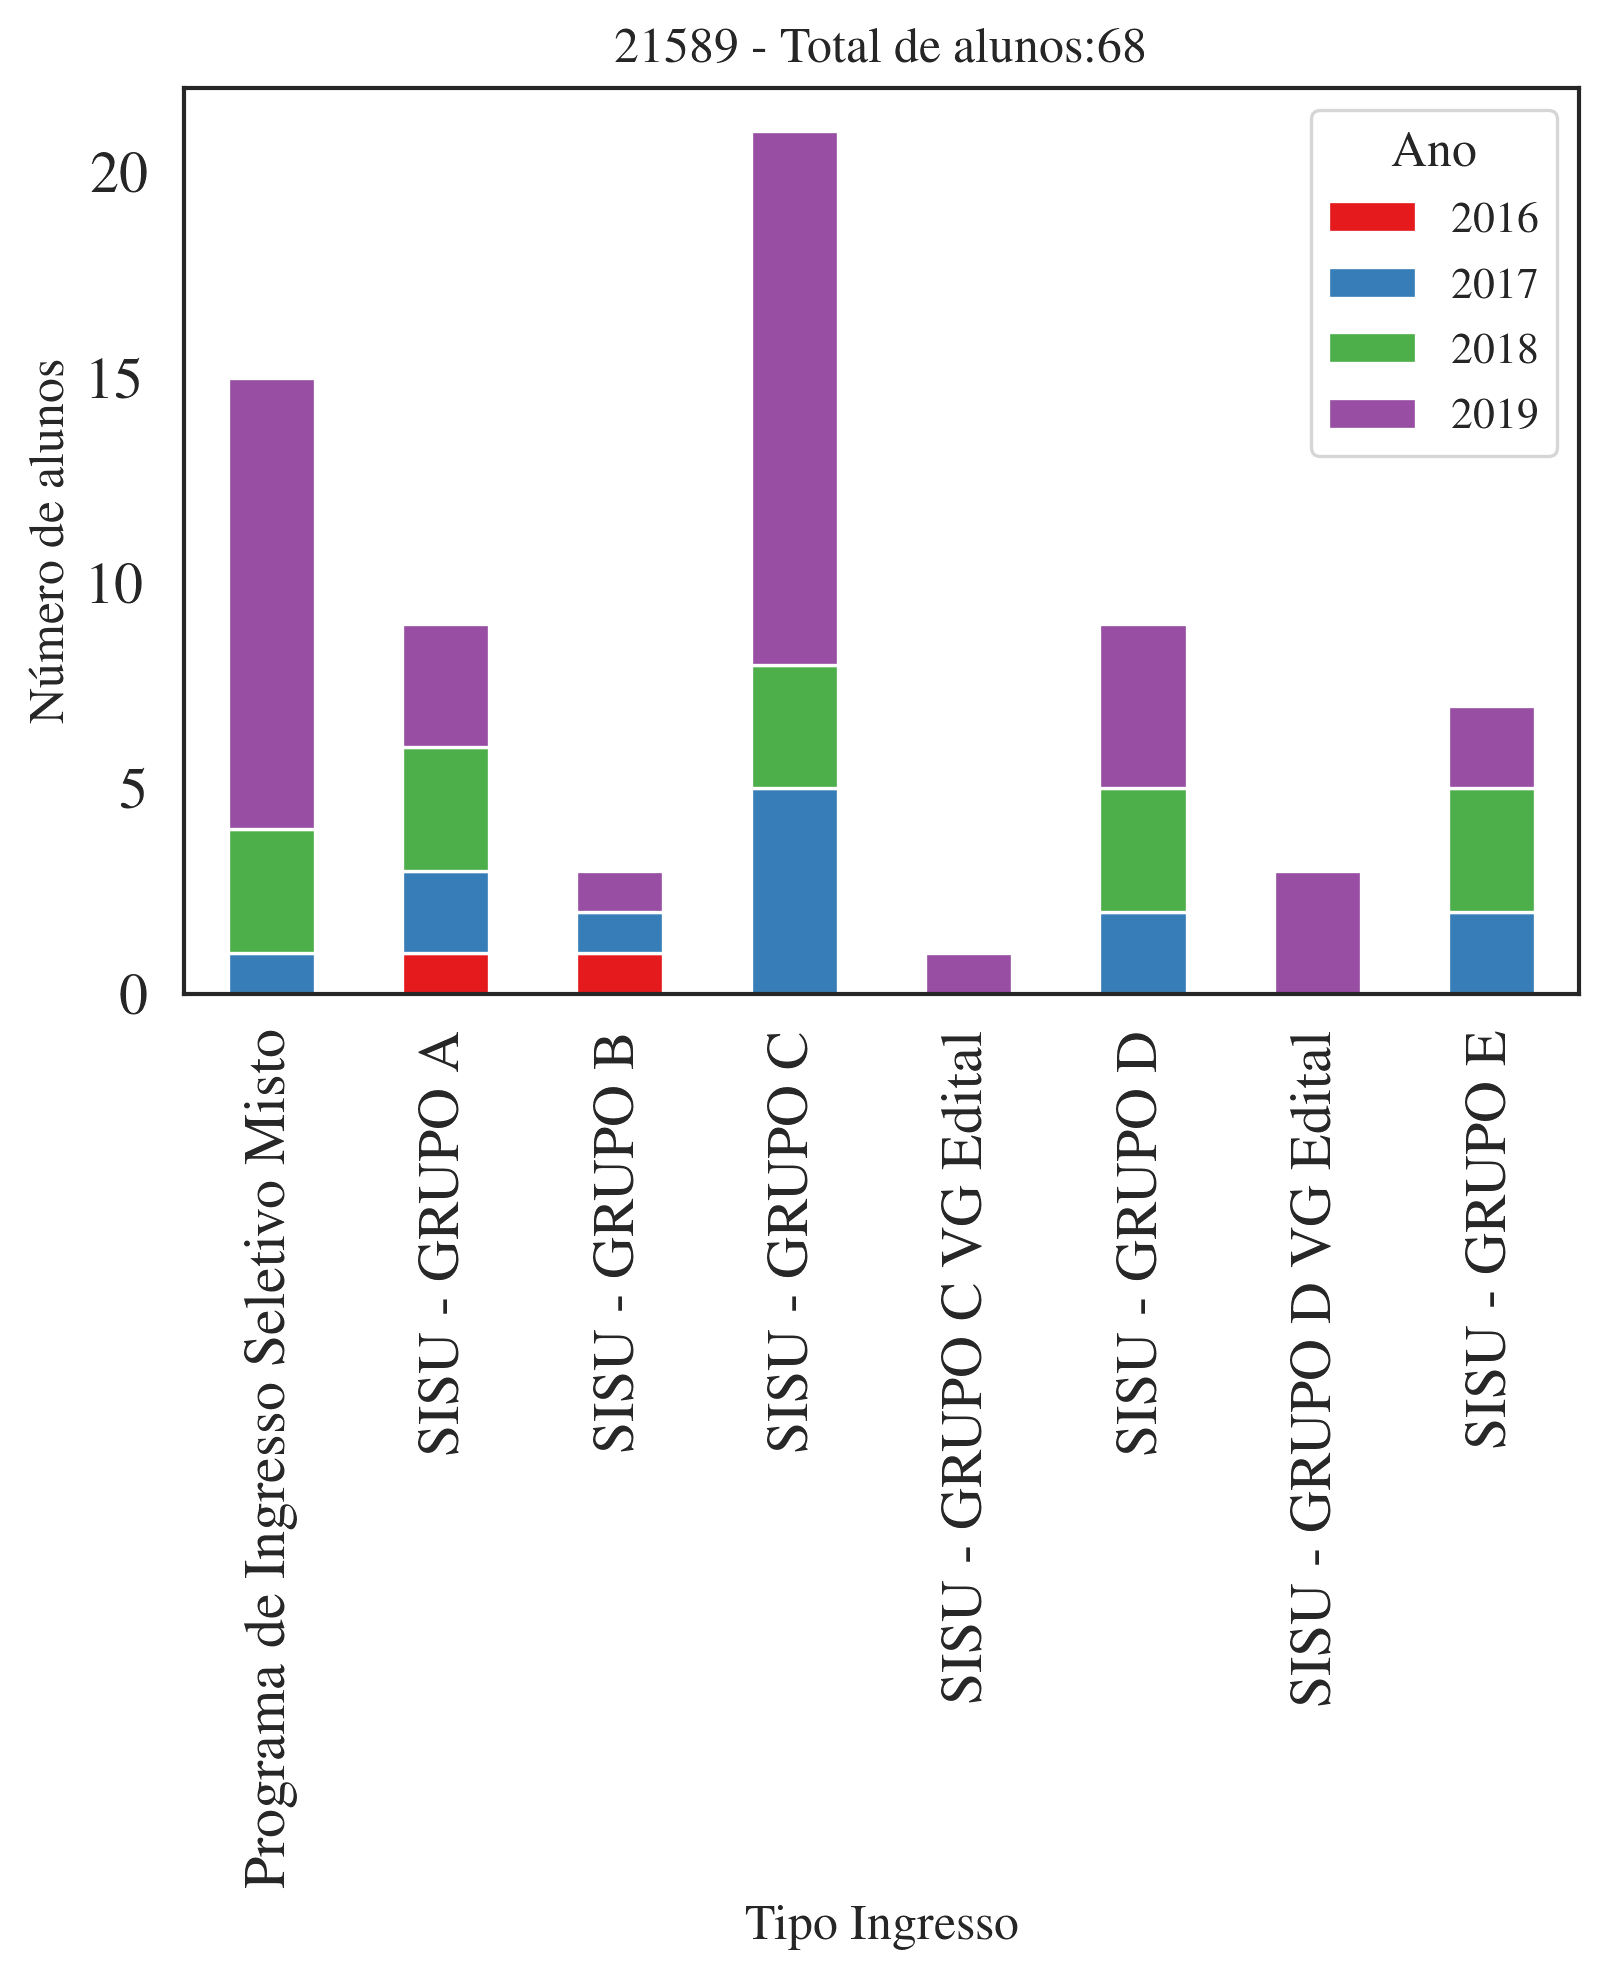 21589 - Total de alunos:68
Ano
2016
2017
2018
2019
Número de alunos
20
15
10
5
0
Programa de Ingresso Seletivo Misto
SISU - GRUPO A
SISU - GRUPO B
SISU - GRUPO C
SISU - GRUPO C VG Edital
SISU - GRUPO D
SISU - GRUPO D VG Edital
SISU - GRUPO E
Tipo Ingresso